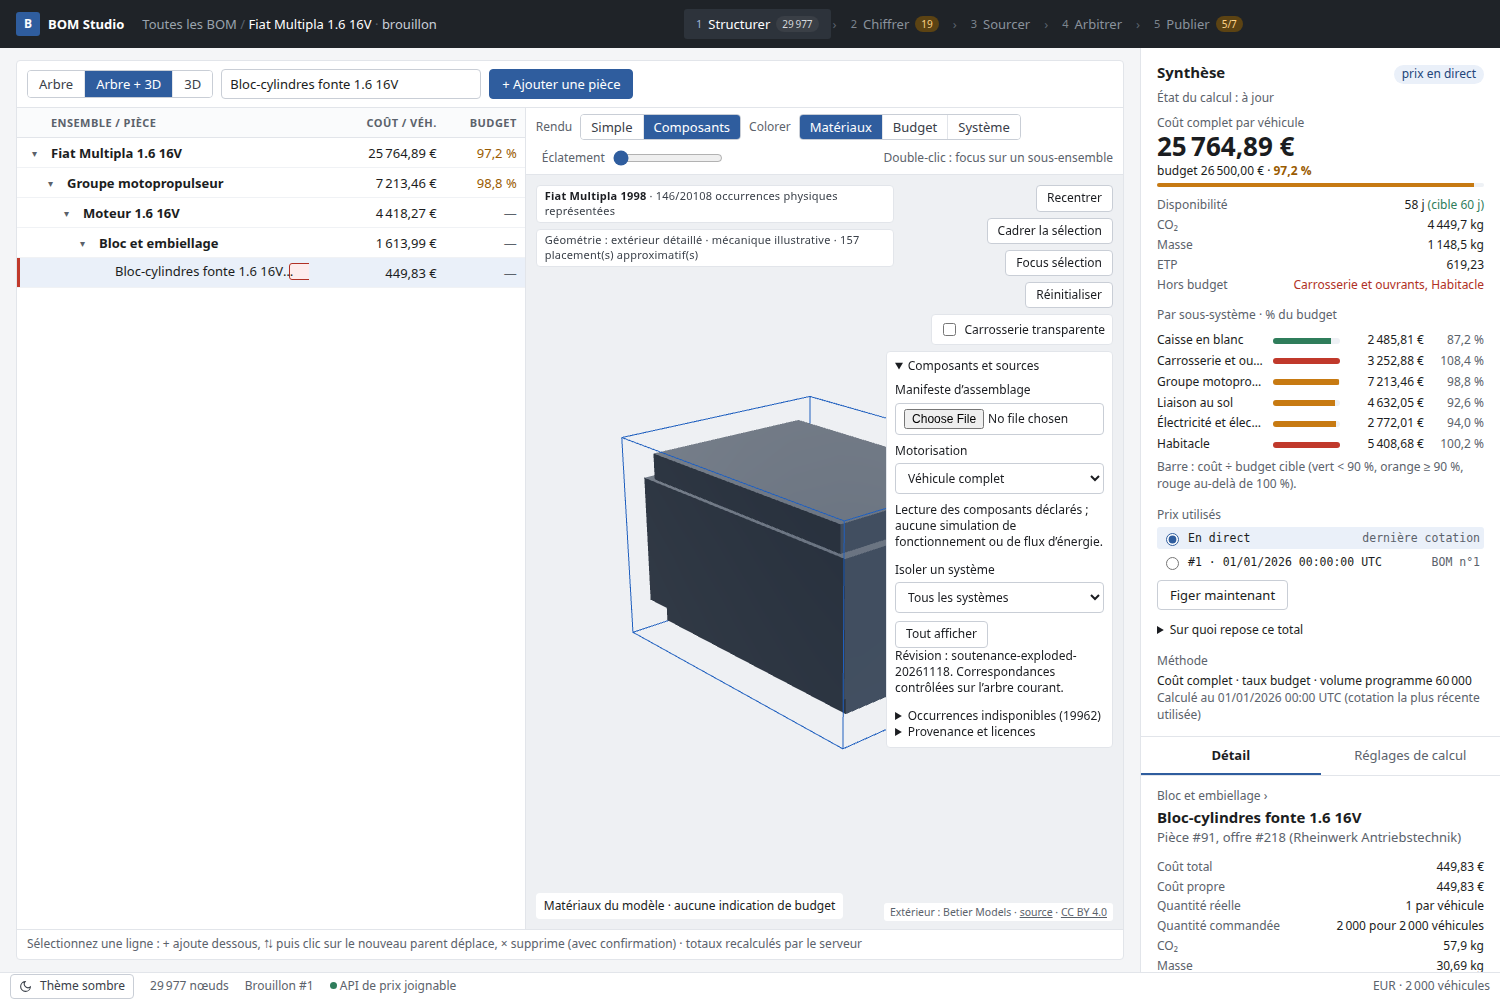 B BOM Studio Toutes les BOM / Fiat Multipla 1.6 16V · brouillon 1 Structurer 29 977 › 2 Chiffrer 19 › 3 Sourcer › 4 Arbitrer › 5 Publier 5/7
Arbre Arbre + 3D 3D Bloc-cylindres fonte 1.6 16V + Ajouter une pièce
ENSEMBLE / PIÈCE COÛT / VÉH. BUDGET
▾ Fiat Multipla 1.6 16V 25 764,89 € 97,2 %
▾ Groupe motopropulseur 7 213,46 € 98,8 %
▾ Moteur 1.6 16V 4 418,27 € —
▾ Bloc et embiellage 1 613,99 € —
Bloc-cylindres fonte 1.6 16V... 449,83 € —
Rendu Simple Composants Colorer Matériaux Budget Système
Éclatement Double-clic : focus sur un sous-ensemble
Fiat Multipla 1998 · 146/20108 occurrences physiques
représentées
Géométrie : extérieur détaillé · mécanique illustrative · 157
placement(s) approximatif(s)
Recentrer
Cadrer la sélection
Focus sélection
Réinitialiser
Carrosserie transparente
▼ Composants et sources
Manifeste d’assemblage
Choose File No file chosen
Motorisation
Véhicule complet
Lecture des composants déclarés ;
aucune simulation de
fonctionnement ou de flux d’énergie.
Isoler un système
Tous les systèmes
Tout afficher
Révision : soutenance-exploded-
20261118. Correspondances
contrôlées sur l’arbre courant.
▶ Occurrences indisponibles (19962)
▶ Provenance et licences
Matériaux du modèle · aucune indication de budget
Extérieur : Betier Models · source · CC BY 4.0
Sélectionnez une ligne : + ajoute dessous, ⇅ puis clic sur le nouveau parent déplace, × supprime (avec confirmation) · totaux recalculés par le serveur
Synthèse prix en direct
État du calcul : à jour
Coût complet par véhicule
25 764,89 €
budget 26 500,00 € · 97,2 %
Disponibilité 58 j (cible 60 j)
CO₂ 4 449,7 kg
Masse 1 148,5 kg
ETP 619,23
Hors budget Carrosserie et ouvrants, Habitacle
Par sous-système · % du budget
Caisse en blanc 2 485,81 € 87,2 %
Carrosserie et ou... 3 252,88 € 108,4 %
Groupe motopro... 7 213,46 € 98,8 %
Liaison au sol 4 632,05 € 92,6 %
Électricité et élec... 2 772,01 € 94,0 %
Habitacle 5 408,68 € 100,2 %
Barre : coût ÷ budget cible (vert < 90 %, orange ≥ 90 %,
rouge au-delà de 100 %).
Prix utilisés
En direct dernière cotation
#1 · 01/01/2026 00:00:00 UTC BOM n°1
Figer maintenant
▶ Sur quoi repose ce total
Méthode
Coût complet · taux budget · volume programme 60 000
Calculé au 01/01/2026 00:00 UTC (cotation la plus récente
utilisée)
Détail Réglages de calcul
Bloc et embiellage ›
Bloc-cylindres fonte 1.6 16V
Pièce #91, offre #218 (Rheinwerk Antriebstechnik)
Coût total 449,83 €
Coût propre 449,83 €
Quantité réelle 1 par véhicule
Quantité commandée 2 000 pour 2 000 véhicules
CO₂ 57,9 kg
Masse 30,69 kg
Thème sombre 29 977 nœuds Brouillon #1 API de prix joignable EUR · 2 000 véhicules